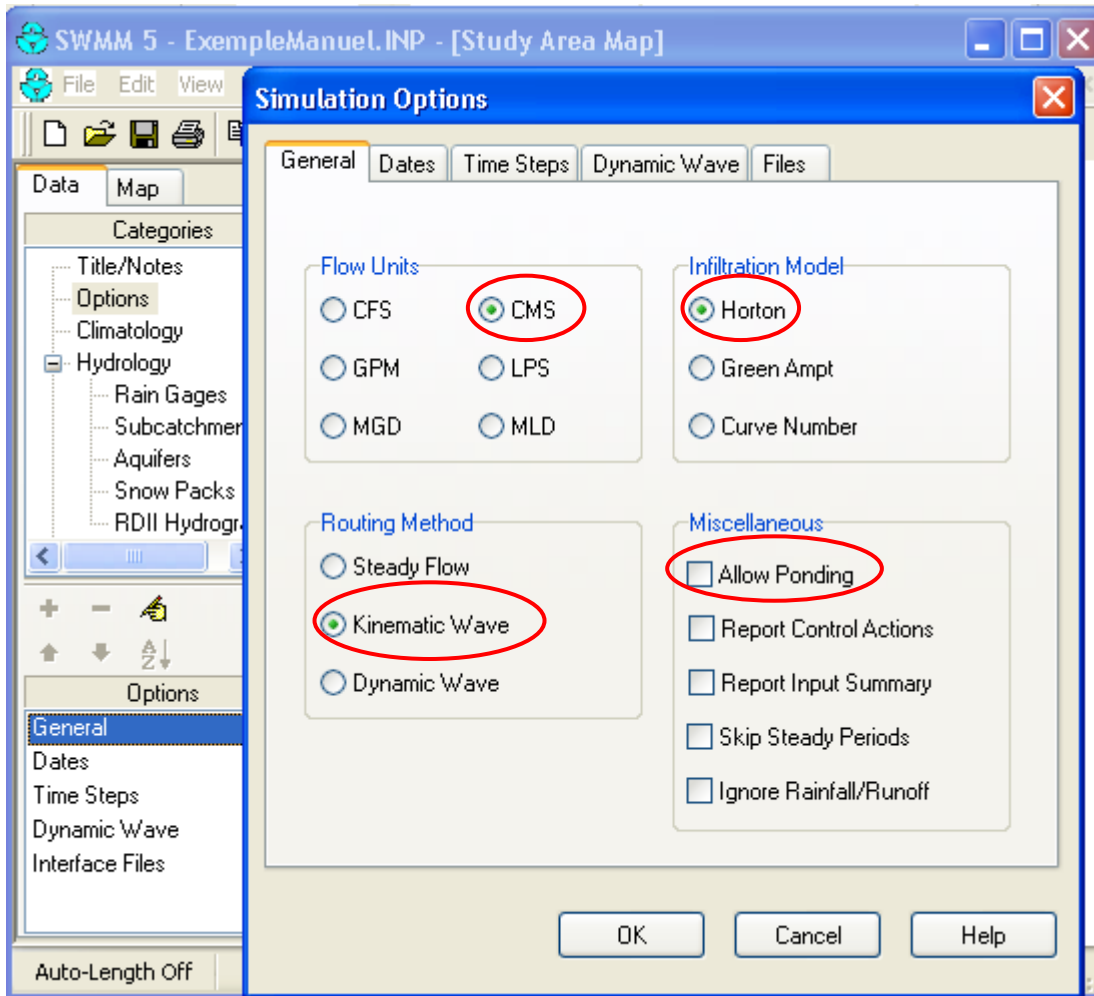 SWMM 5 - ExempleManuel.INP - [Study Area Map]
File Edit View
Simulation Options
General Dates Time Steps Dynamic Wave Files
Data Map
Categories
Title/Notes
Options
Climatology
Hydrology
Rain Gages
Subcatchmer
Aquifers
Snow Packs
RDII Hydrogr
Flow Units
CFS CMS
GPM LPS
MGD MLD
Infiltration Model
Horton
Green Ampt
Curve Number
Routing Method
Steady Flow
Kinematic Wave
Dynamic Wave
Miscellaneous
Allow Ponding
Report Control Actions
Report Input Summary
Skip Steady Periods
Ignore Rainfall/Runoff
Options
General
Dates
Time Steps
Dynamic Wave
Interface Files
OK Cancel Help
Auto-Length Off